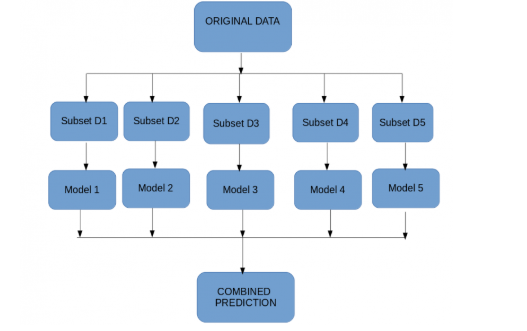 ORIGINAL DATA
Subset D1
Subset D2
Subset D3
Subset D4
Subset D5
Model 1
Model 2
Model 3
Model 4
Model 5
COMBINED
PREDICTION